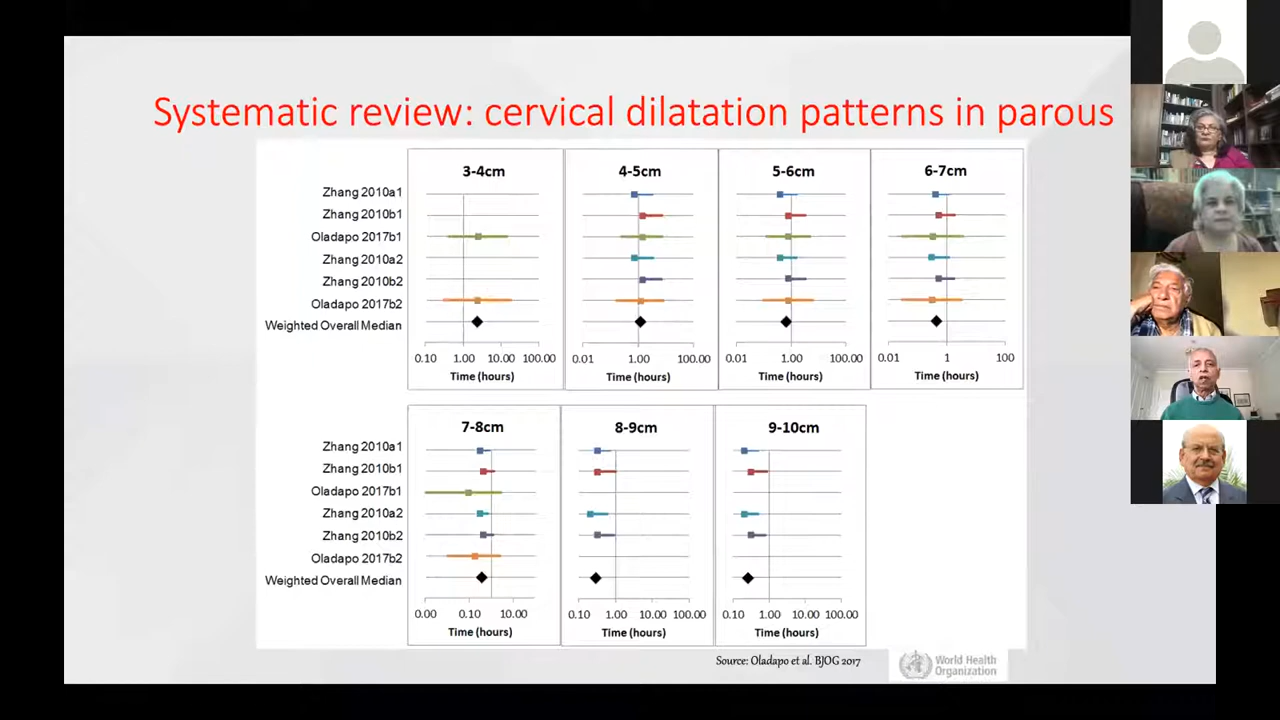 Systematic review: cervical dilatation patterns in parous
3-4cm
4-5cm
5-6cm
6-7cm
Zhang 2010a1
Zhang 2010b1
Oladapo 2017b1
Zhang 2010a2
Zhang 2010b2
Oladapo 2017b2
Weighted Overall Median
0.10 1.00 10.00 100.00
0.01 1.00 100.00
0.01 1.00 100.00
0.01 1 100
Time (hours)
Time (hours)
Time (hours)
Time (hours)
7-8cm
8-9cm
9-10cm
Zhang 2010a1
Zhang 2010b1
Oladapo 2017b1
Zhang 2010a2
Zhang 2010b2
Oladapo 2017b2
Weighted Overall Median
0.00 0.10 10.00
0.10 1.00 10.00 100.00
0.10 1.00 10.00 100.00
Time (hours)
Time (hours)
Time (hours)
Source: Oladapo et al. BJOG 2017
World Health
Organization